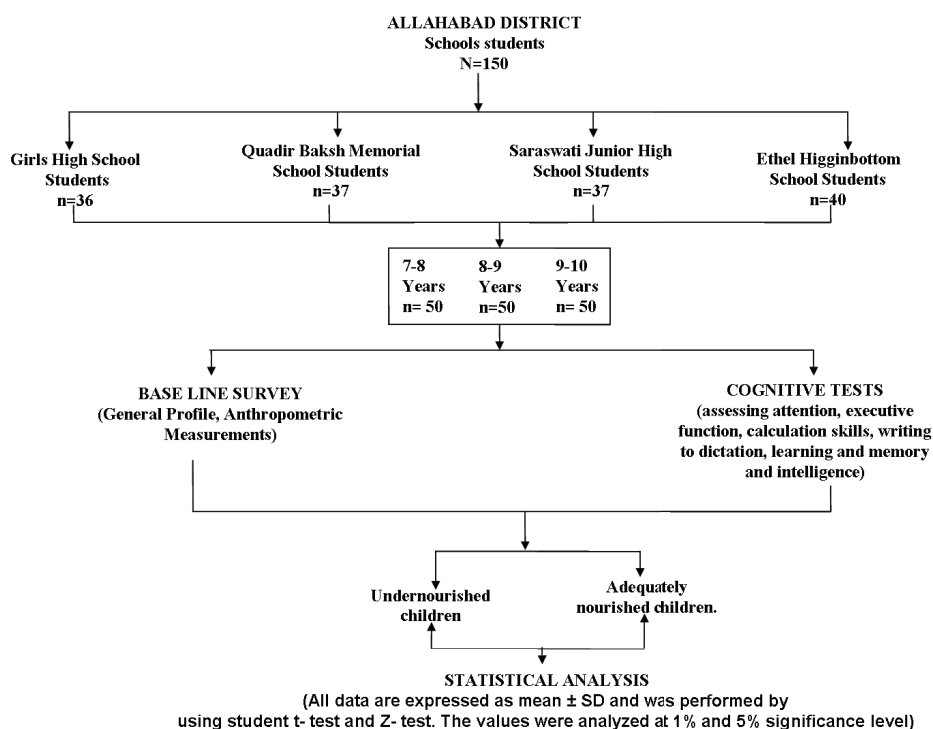 ALLAHABAD DISTRICT
Schools students
N=150
Girls High School
Students
n=36
Quadir Baksh Memorial
School Students
n=37
Saraswati Junior High
School Students
n=37
Ethel Higginbottom
School Students
n=40
7-8
Years
n= 50
8-9
Years
n=50
9-10
Years
n= 50
BASE LINE SURVEY
(General Profile, Anthropometric
Measurements)
COGNITIVE TESTS
(assessing attention, executive
function, calculation skills, writing
to dictation, learning and memory
and intelligence)
Undernourished
children
Adequately
nourished children.
STATISTICAL ANALYSIS
(All data are expressed as mean ± SD and was performed by
using student t- test and Z- test. The values were analyzed at 1% and 5% significance level)